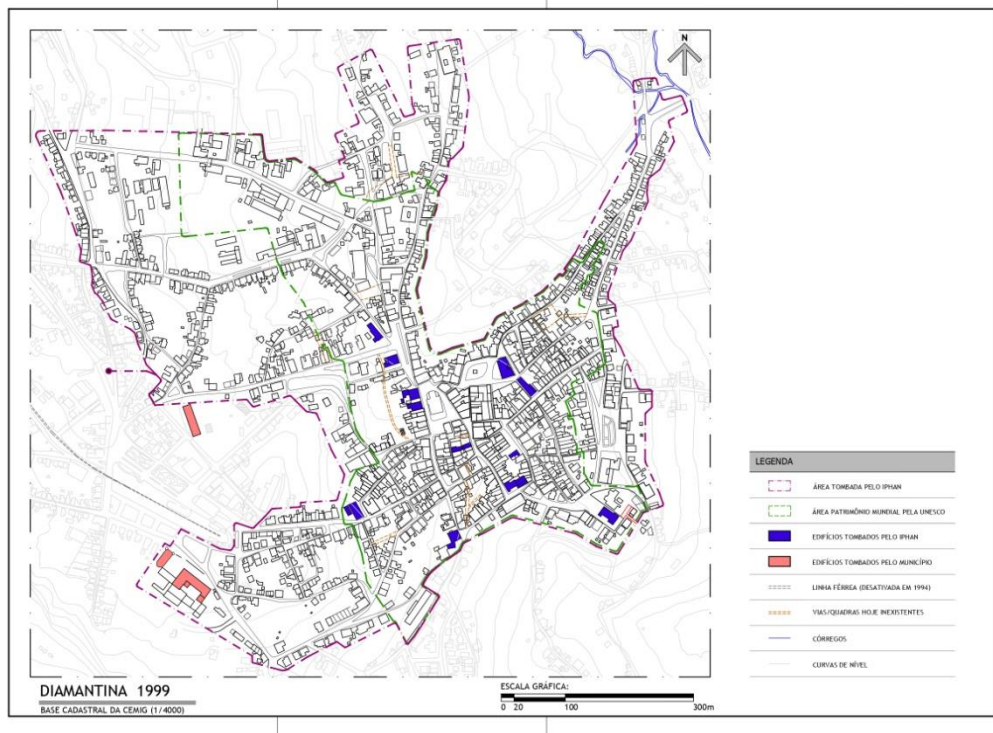 N
LEGENDA
ÁREA TOMBADA PELO IPHAN
ÁREA PATRIMÔNIO MUNDIAL PELA UNESCO
EDIFÍCIOS TOMBADOS PELO IPHAN
EDIFÍCIOS TOMBADOS PELO MUNICÍPIO
LINHA FÉRREA (DESATIVADA EM 1994)
VIAS/QUADRAS HOJE INEXISTENTES
CÓRREGOS
CURVAS DE NÍVEL
DIAMANTINA 1999
BASE CADASTRAL DA CEMIG (1/4000)
ESCALA GRÁFICA:
0 20 100 300m